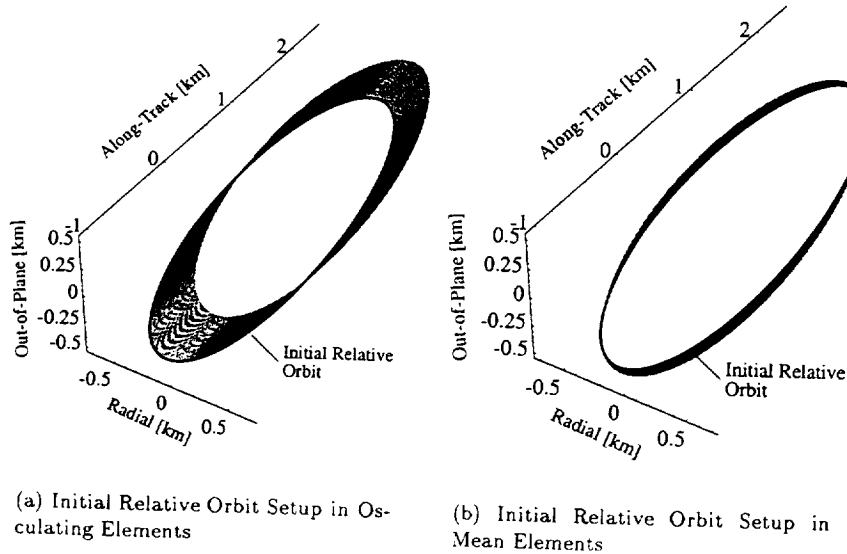 Along-Track [km]
2
1
0
-1
Out-of-Plane [km]
0.5
0.25
0
-0.25
-0.5
-0.5
0
0.5
Radial [km]
Initial Relative
Orbit
(a) Initial Relative Orbit Setup in Os-
culating Elements
Along-Track [km]
2
1
0
-1
Out-of-Plane [km]
0.5
0.25
0
-0.25
-0.5
-0.5
0
0.5
Radial [km]
Initial Relative
Orbit
(b) Initial Relative Orbit Setup in
Mean Elements